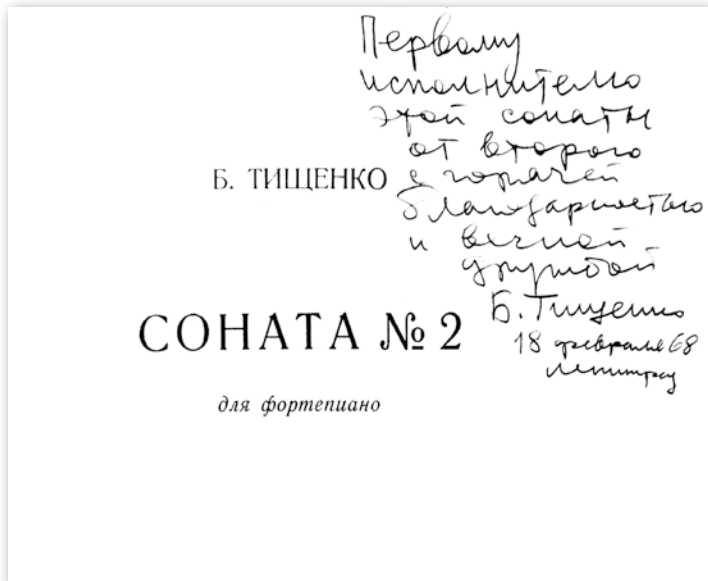 Первому
исполнителю
этой сонаты
от второго
с горячей
благодарностью
и вечной
дружбой
Б. Тищенко
18 февраля 68
Ленинград
Б. ТИЩЕНКО
СОНАТА № 2
для фортепиано